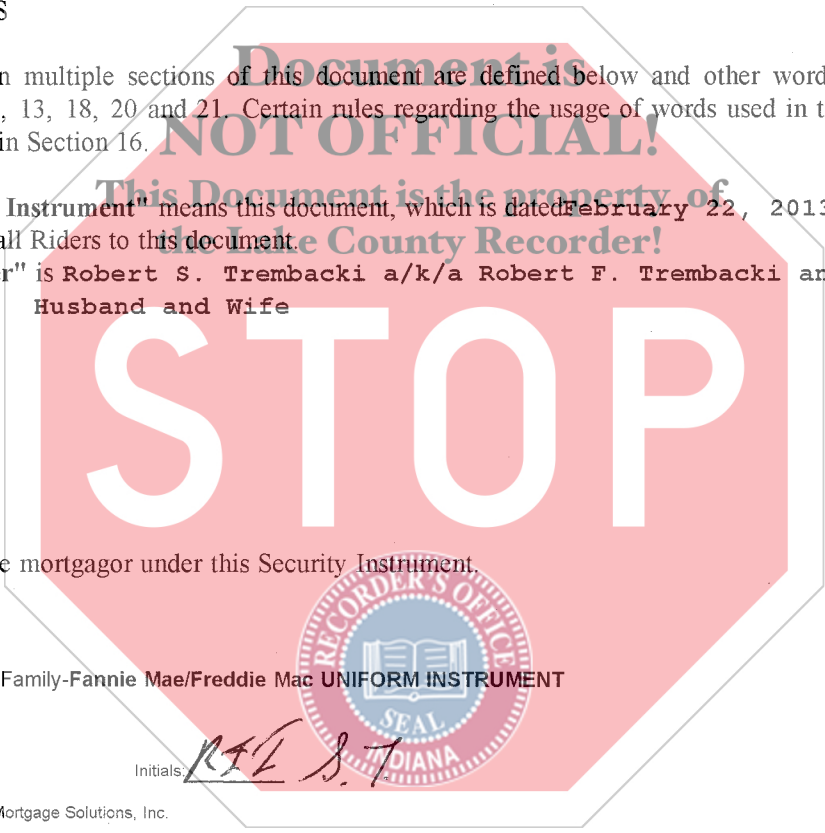 S
Document is
n multiple sections of this document are defined below and other word
, 13, 18, 20 and 21. Certain rules regarding the usage of words used in t
NOT OFFICIAL!
in Section 16.
This Document is the property of
Instrument" means this document, which is dated February 22, 2013
the Lake County Recorder!
all Riders to this document.
r" is Robert S. Trembacki a/k/a Robert F. Trembacki an
Husband and Wife
STOP
e mortgagor under this Security Instrument.
RECORDER'S OFFICE
Family-Fannie Mae/Freddie Mac UNIFORM INSTRUMENT
SEAL
INDIANA
Initials: RFT S.T.
Mortgage Solutions, Inc.